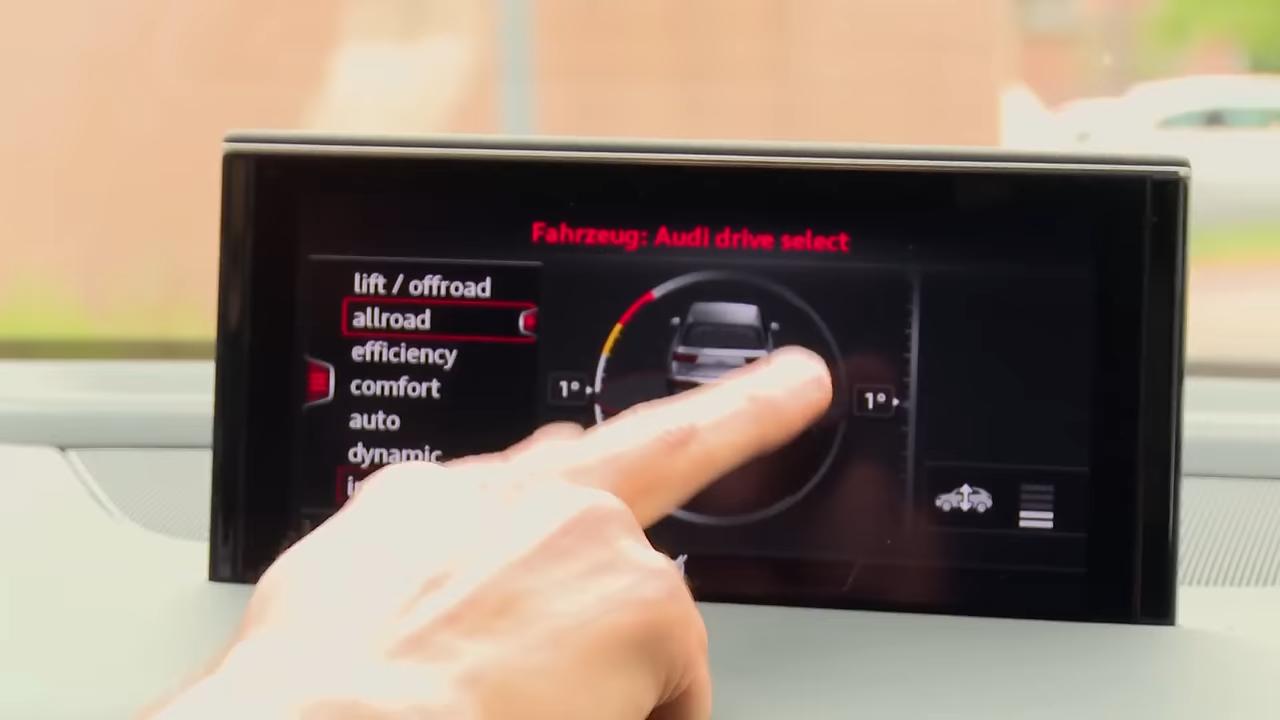 Fahrzeug: Audi drive select
lift / offroad
allroad
efficiency
comfort
auto
dynamic
1°
1°